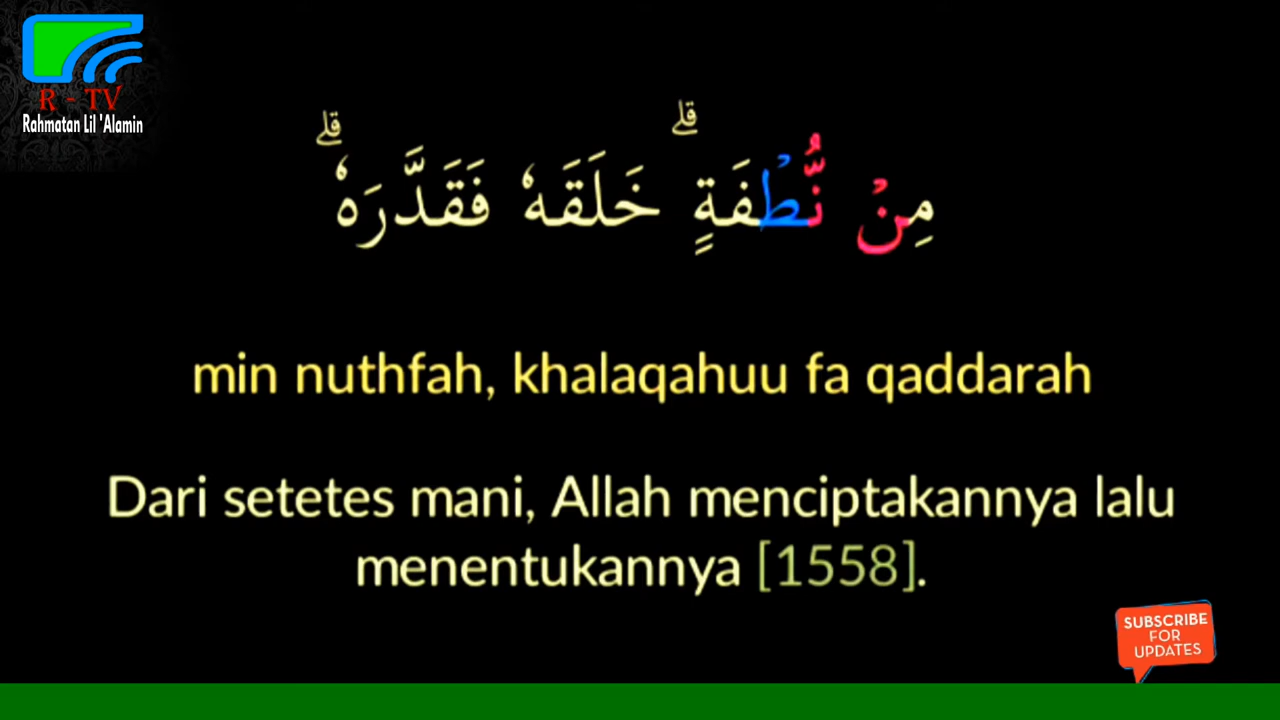 R - TV
Rahmatan Lil 'Alamin
مِنْ نُّطْفَةٍ ۗ خَلَقَهٗ فَقَدَّرَهٗ ۗ
min nuthfah, khalaqahuu fa qaddarah
Dari setetes mani, Allah menciptakannya lalu
menentukannya [1558].
SUBSCRIBE
FOR
UPDATES